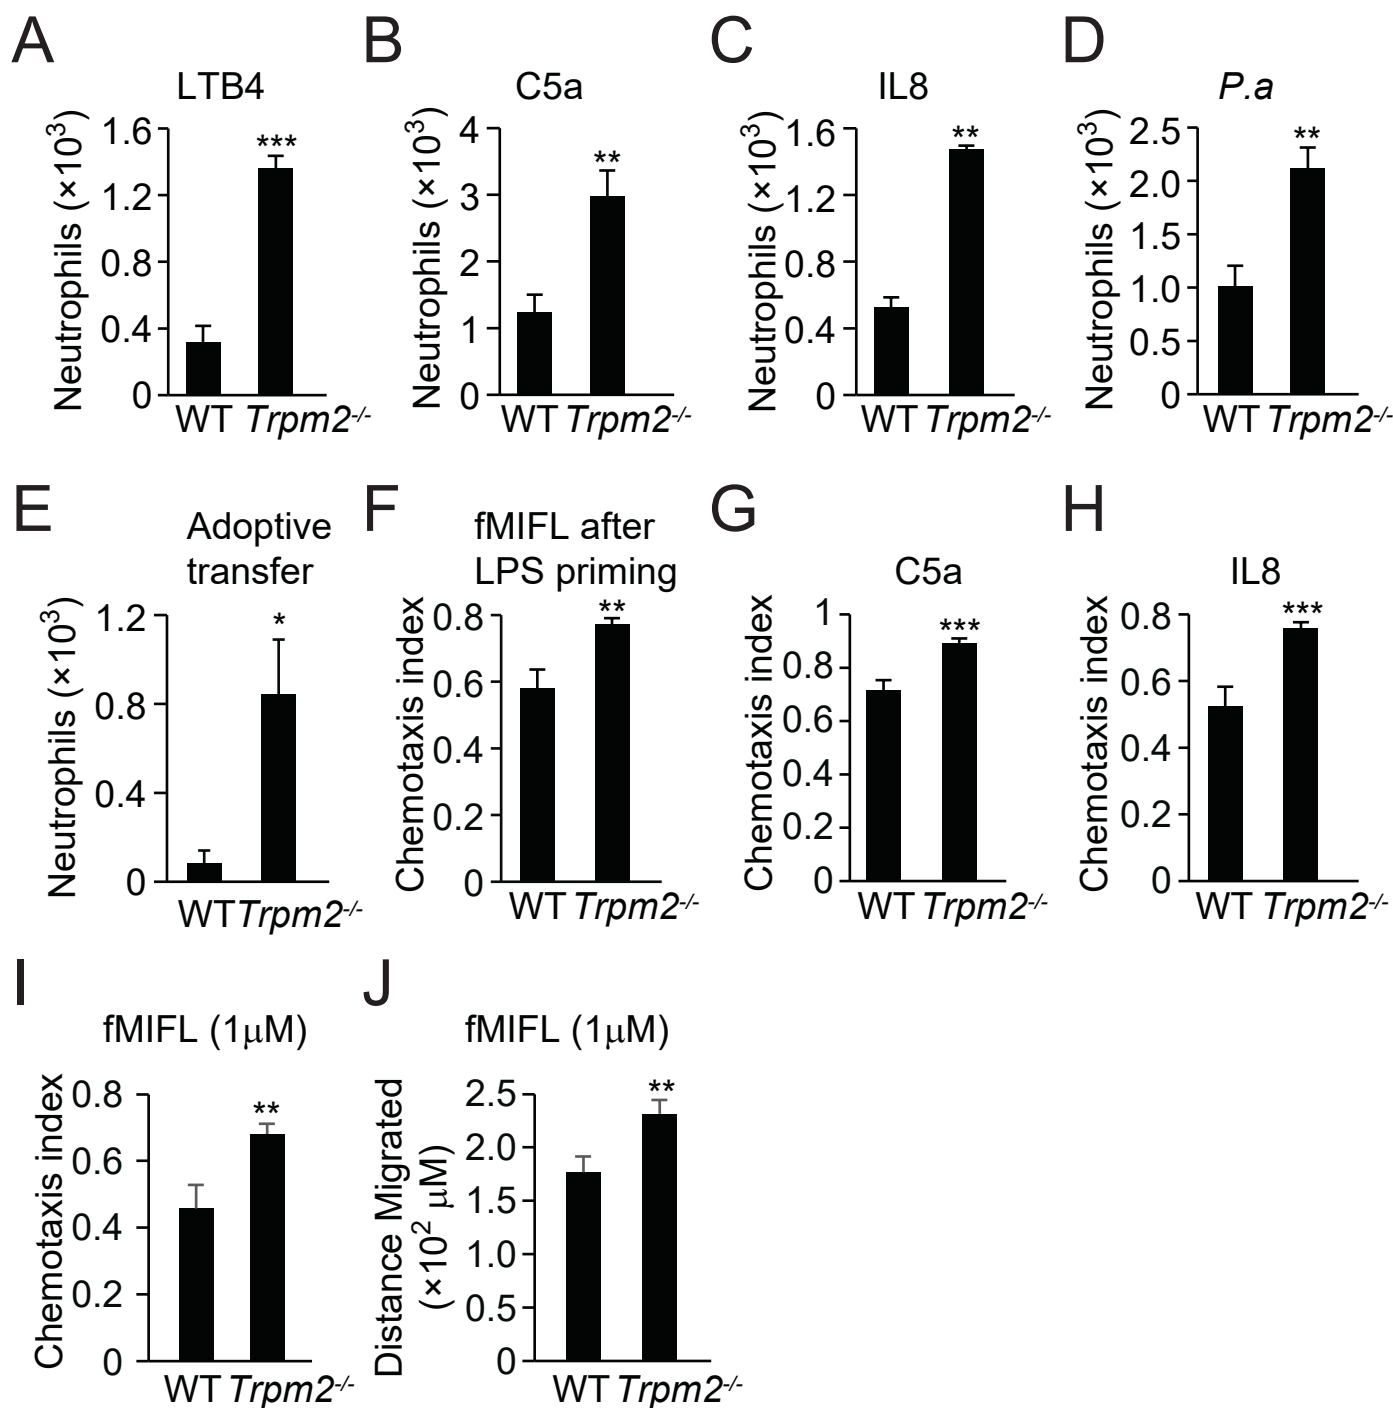 A
LTB4
Neutrophils (×10³)
1.6
1.2
0.8
0.4
0
***
WT Trpm2-/-
B
C5a
Neutrophils (×10³)
4
3
2
1
0
**
WT Trpm2-/-
C
IL8
Neutrophils (×10³)
1.6
1.2
0.8
0.4
0
**
WT Trpm2-/-
D
P.a
Neutrophils (×10³)
2.5
2.0
1.5
1.0
0.5
0
**
WT Trpm2-/-
E
Adoptive
transfer
Neutrophils (×10³)
1.2
0.8
0.4
0
*
WT Trpm2-/-
F
fMIFL after
LPS priming
Chemotaxis index
0.8
0.6
0.4
0.2
0
**
WT Trpm2-/-
G
C5a
Chemotaxis index
1
0.8
0.6
0.4
0.2
0
***
WT Trpm2-/-
H
IL8
Chemotaxis index
0.8
0.6
0.4
0.2
0
***
WT Trpm2-/-
I
fMIFL (1μM)
Chemotaxis index
0.8
0.6
0.4
0.2
0
**
WT Trpm2-/-
J
fMIFL (1μM)
Distance Migrated
(×10² μM)
2.5
2.0
1.5
1.0
0.5
0
**
WT Trpm2-/-